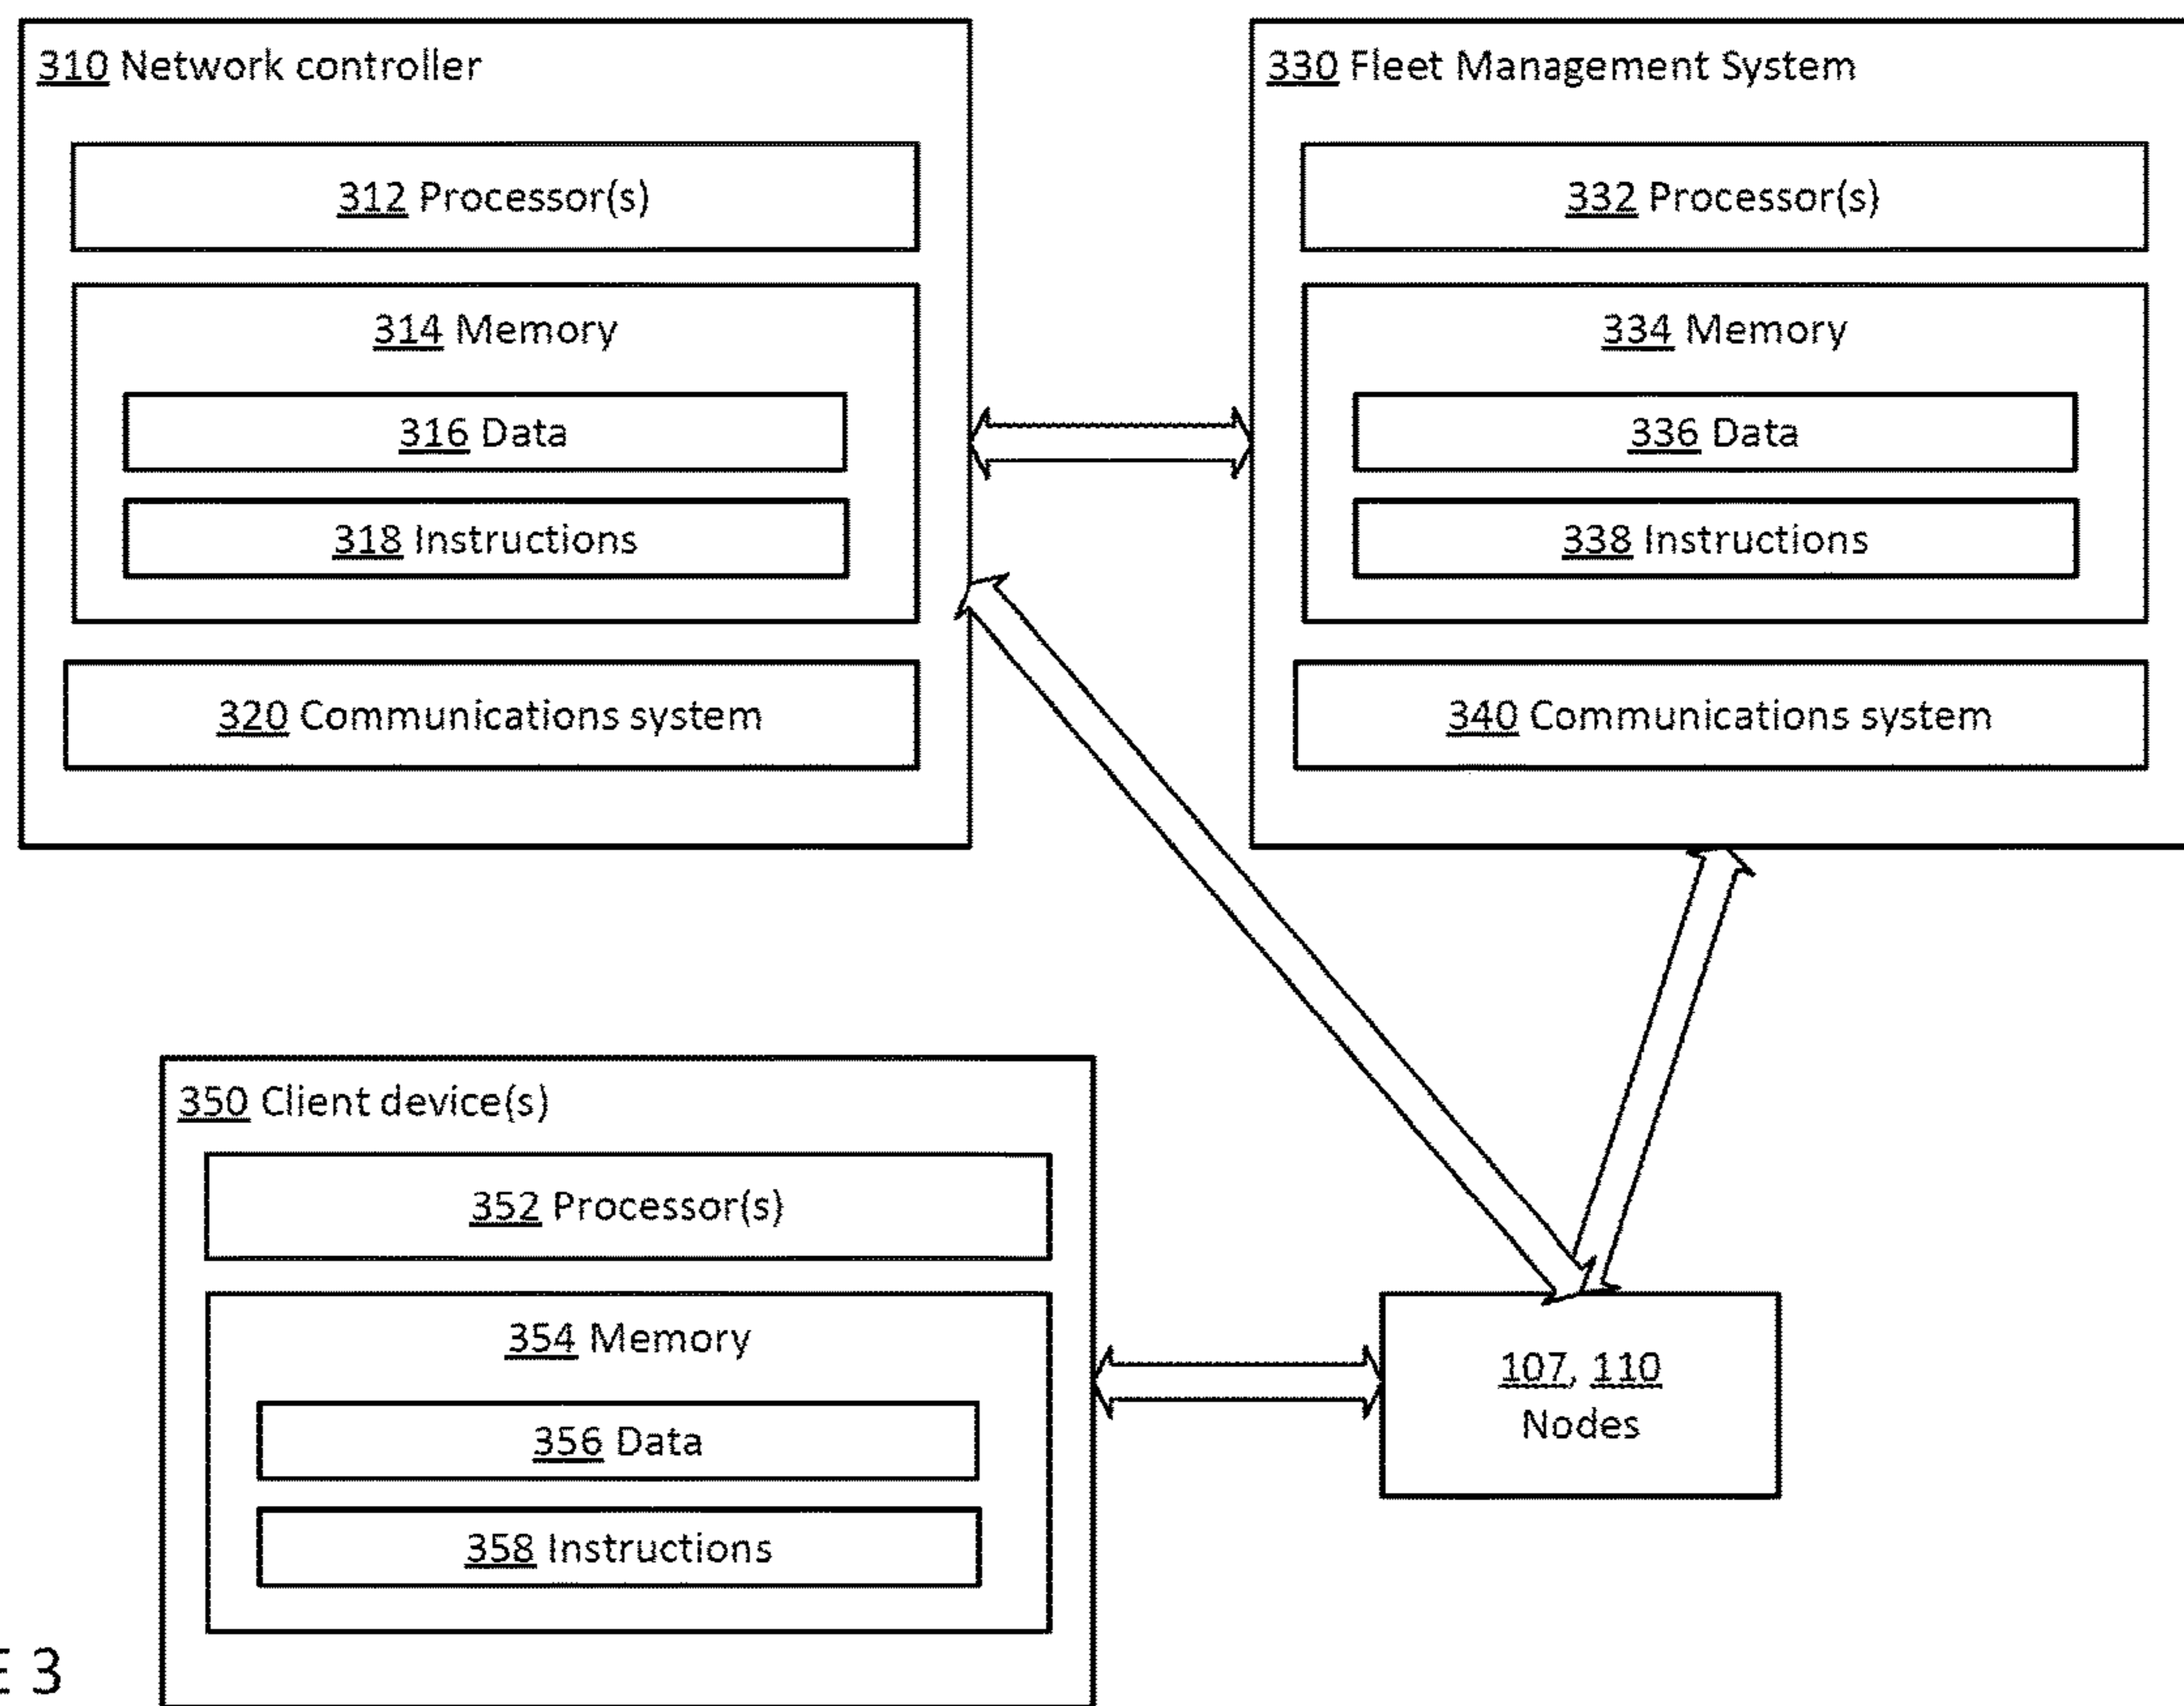 310 Network controller
312 Processor(s)
314 Memory
316 Data
318 Instructions
320 Communications system
330 Fleet Management System
332 Processor(s)
334 Memory
336 Data
338 Instructions
340 Communications system
350 Client device(s)
352 Processor(s)
354 Memory
356 Data
358 Instructions
107, 110
Nodes
E 3